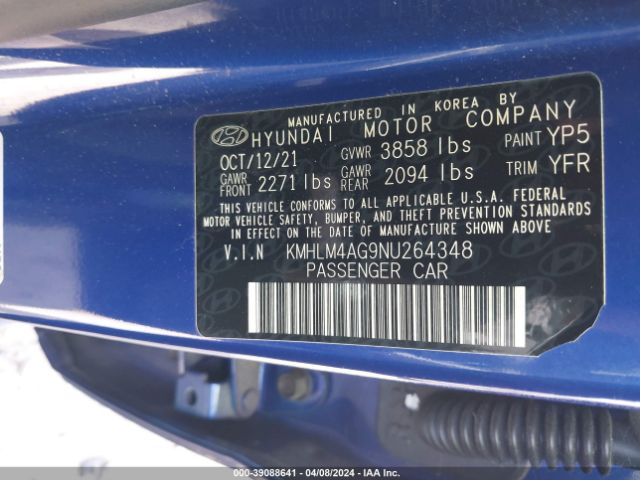 MANUFACTURED IN KOREA BY
HYUNDAI MOTOR COMPANY
OCT/12/21 GVWR 3858 lbs PAINT YP5
GAWR FRONT 2271 lbs GAWR REAR 2094 lbs TRIM YFR
THIS VEHICLE CONFORMS TO ALL APPLICABLE U.S.A. FEDERAL
MOTOR VEHICLE SAFETY, BUMPER, AND THEFT PREVENTION STANDARDS
IN EFFECT ON THE DATE OF MANUFACTURE SHOWN ABOVE.
V.I.N KMHLM4AG9NU264348
PASSENGER CAR
000-39088641 / 04/08/2024 - IAA Inc.